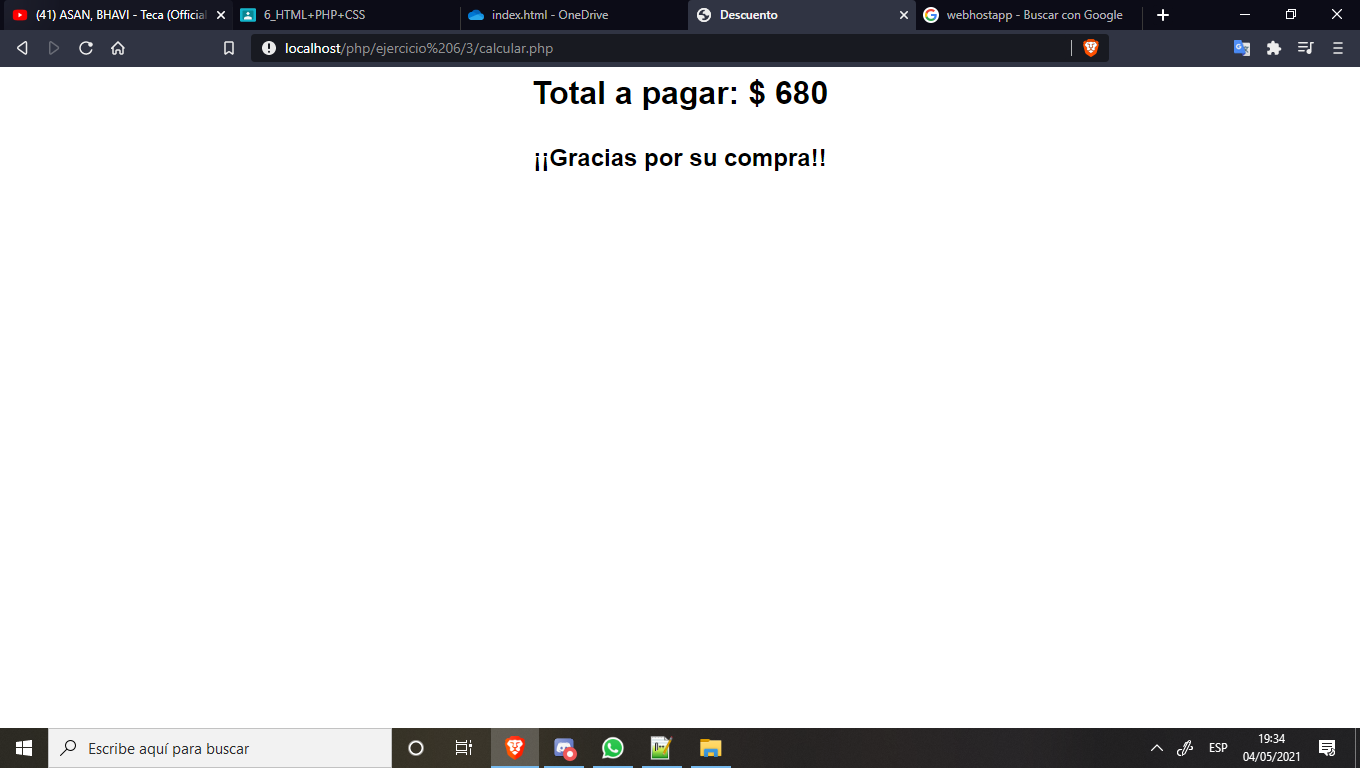 (41) ASAN, BHAVI - Teca (Official
6_HTML+PHP+CSS
index.html - OneDrive
Descuento
webhostapp - Buscar con Google
localhost/php/ejercicio%206/3/calcular.php
Total a pagar: $ 680
¡¡Gracias por su compra!!
Escribe aquí para buscar
ESP
19:34
04/05/2021